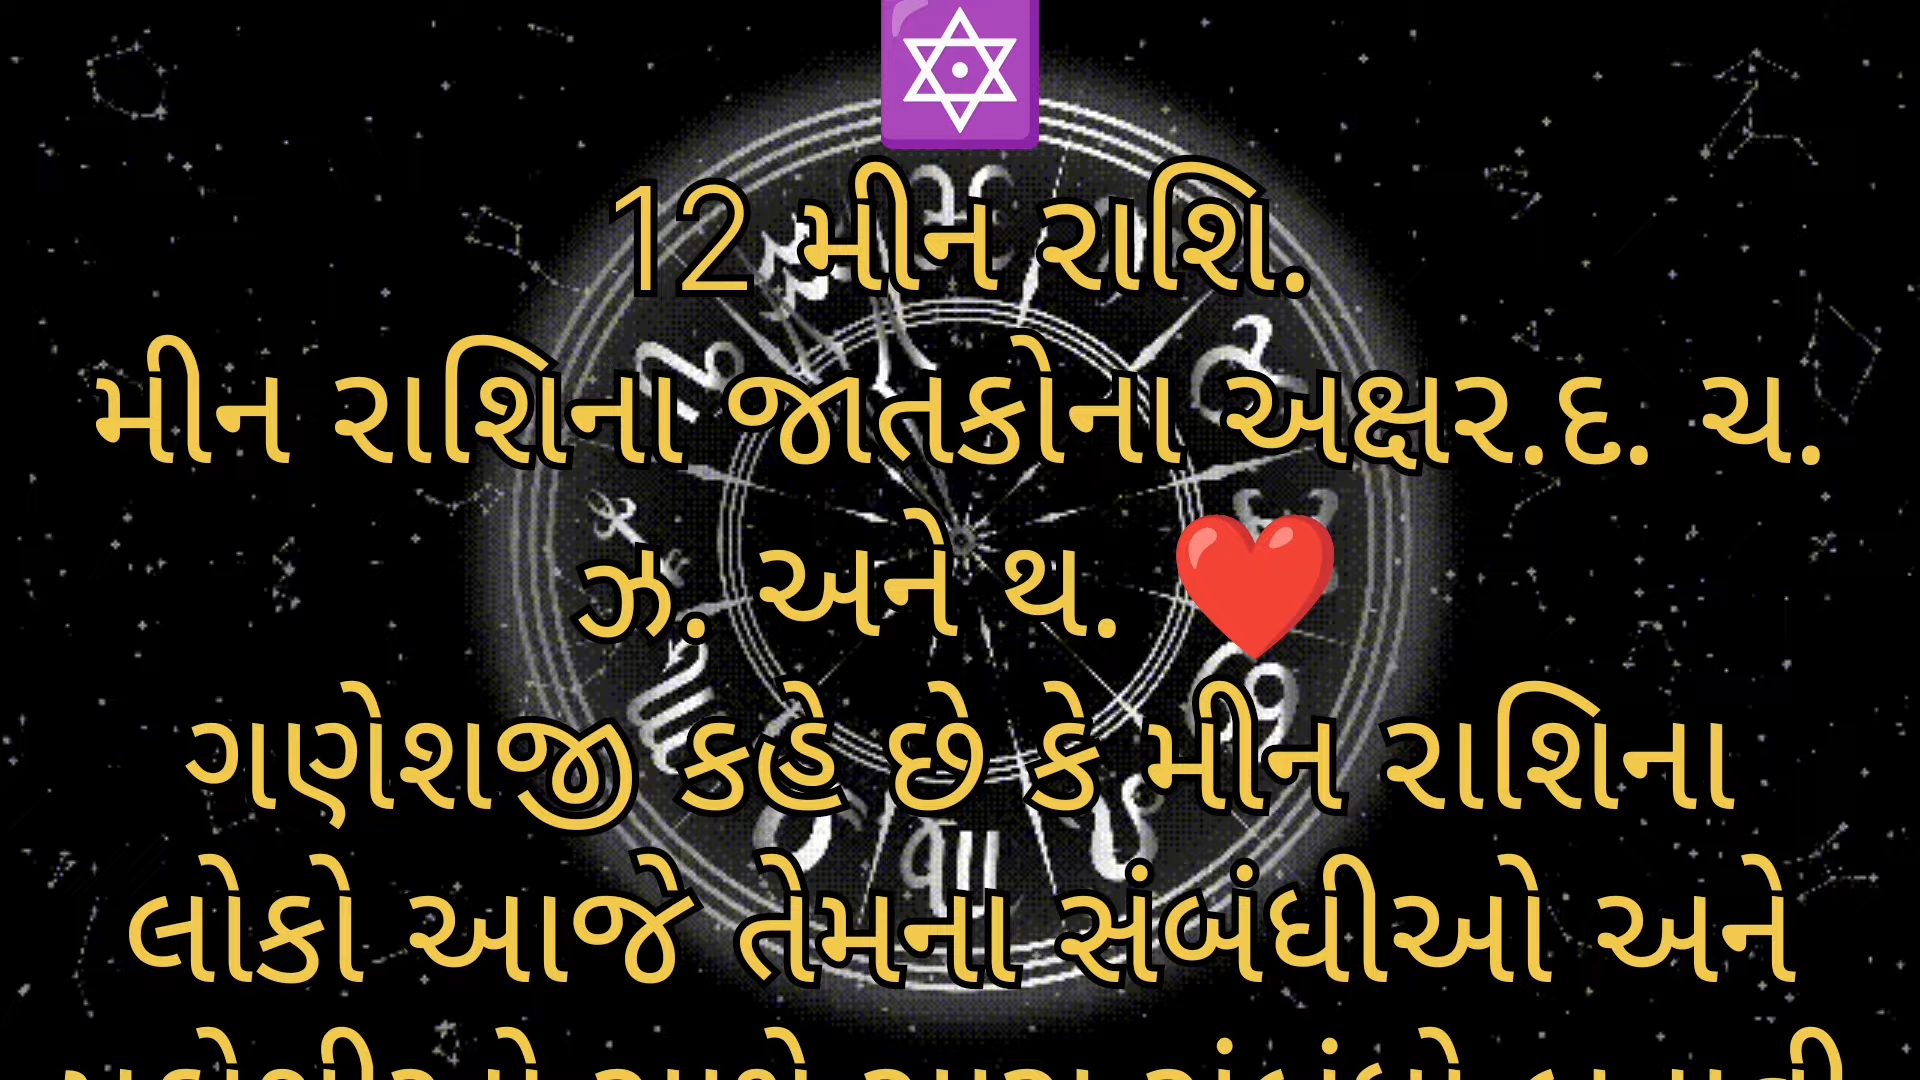 12 મીન રાશિ.
મીન રાશિના જાતકોના અક્ષર.દ. ચ.
ઝ. અને થ. ❤️
ગણેશજી કહે છે કે મીન રાશિના
લોકો આજે તેમના સંબંધીઓ અને